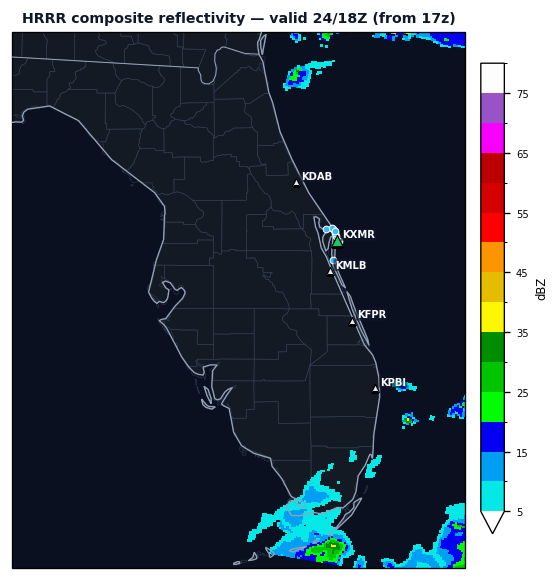 HRRR composite reflectivity — valid 24/18Z (from 17z)
KDAB
KXMR
KMLB
KFPR
KPBI
75
65
55
45
35
25
15
5
dBZ